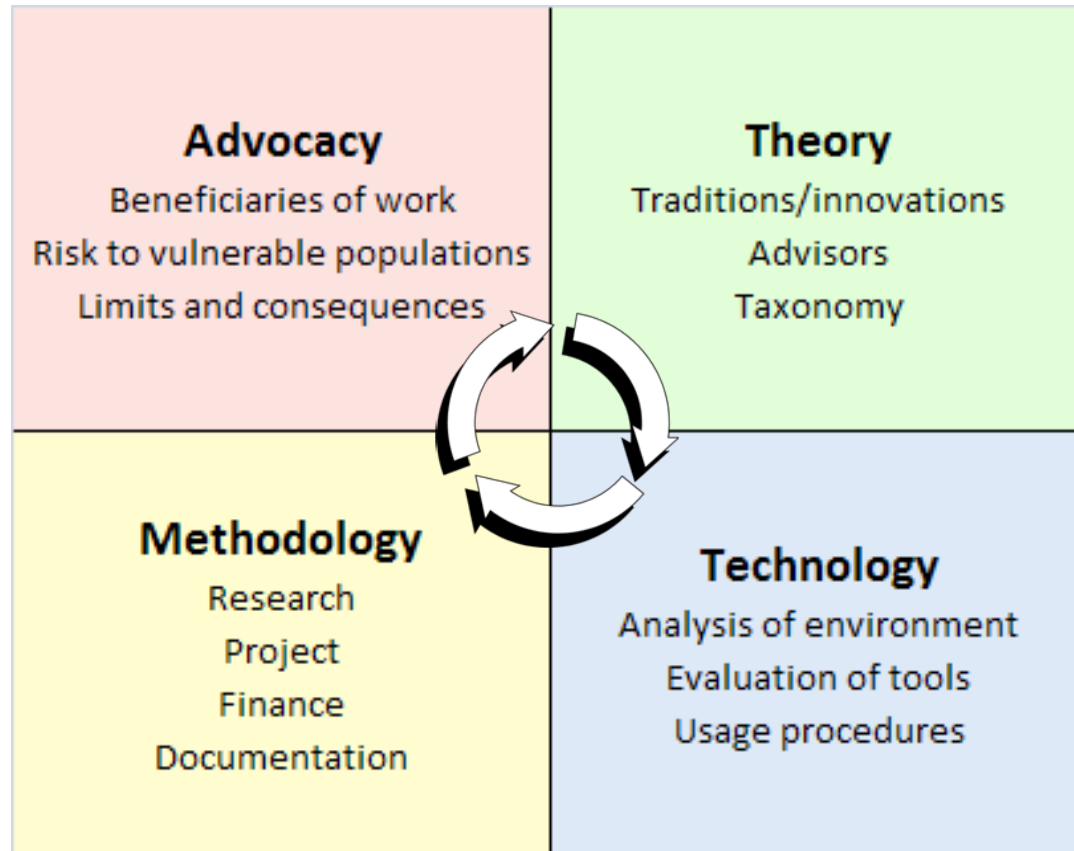 Advocacy
Beneficiaries of work
Risk to vulnerable populations
Limits and consequences
Theory
Traditions/innovations
Advisors
Taxonomy
Methodology
Research
Project
Finance
Documentation
Technology
Analysis of environment
Evaluation of tools
Usage procedures